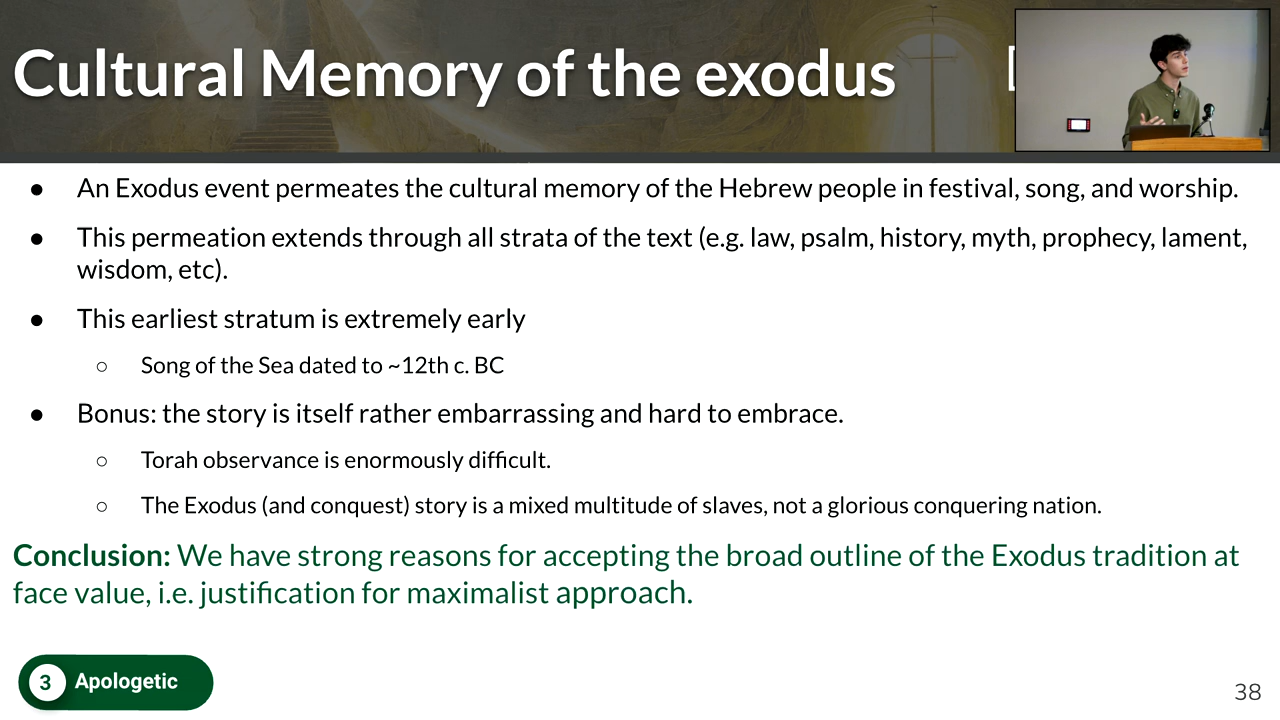 Cultural Memory of the exodus
● An Exodus event permeates the cultural memory of the Hebrew people in festival, song, and worship.
● This permeation extends through all strata of the text (e.g. law, psalm, history, myth, prophecy, lament,
wisdom, etc).
● This earliest stratum is extremely early
○ Song of the Sea dated to ~12th c. BC
● Bonus: the story is itself rather embarrassing and hard to embrace.
○ Torah observance is enormously difficult.
○ The Exodus (and conquest) story is a mixed multitude of slaves, not a glorious conquering nation.
Conclusion: We have strong reasons for accepting the broad outline of the Exodus tradition at
face value, i.e. justification for maximalist approach.
3 Apologetic
38